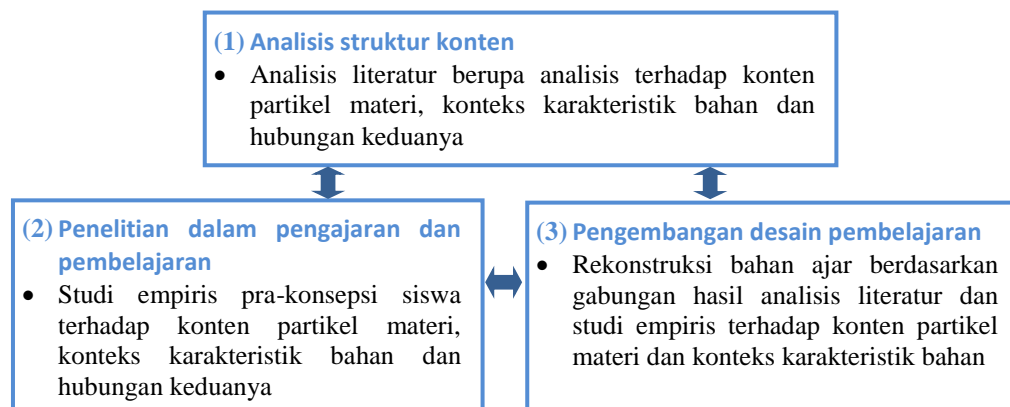 (1) Analisis struktur konten
• Analisis literatur berupa analisis terhadap konten
partikel materi, konteks karakteristik bahan dan
hubungan keduanya
(2) Penelitian dalam pengajaran dan
pembelajaran
• Studi empiris pra-konsepsi siswa
terhadap konten partikel materi,
konteks karakteristik bahan dan
hubungan keduanya
(3) Pengembangan desain pembelajaran
• Rekonstruksi bahan ajar berdasarkan
gabungan hasil analisis literatur dan
studi empiris terhadap konten partikel
materi dan konteks karakteristik bahan